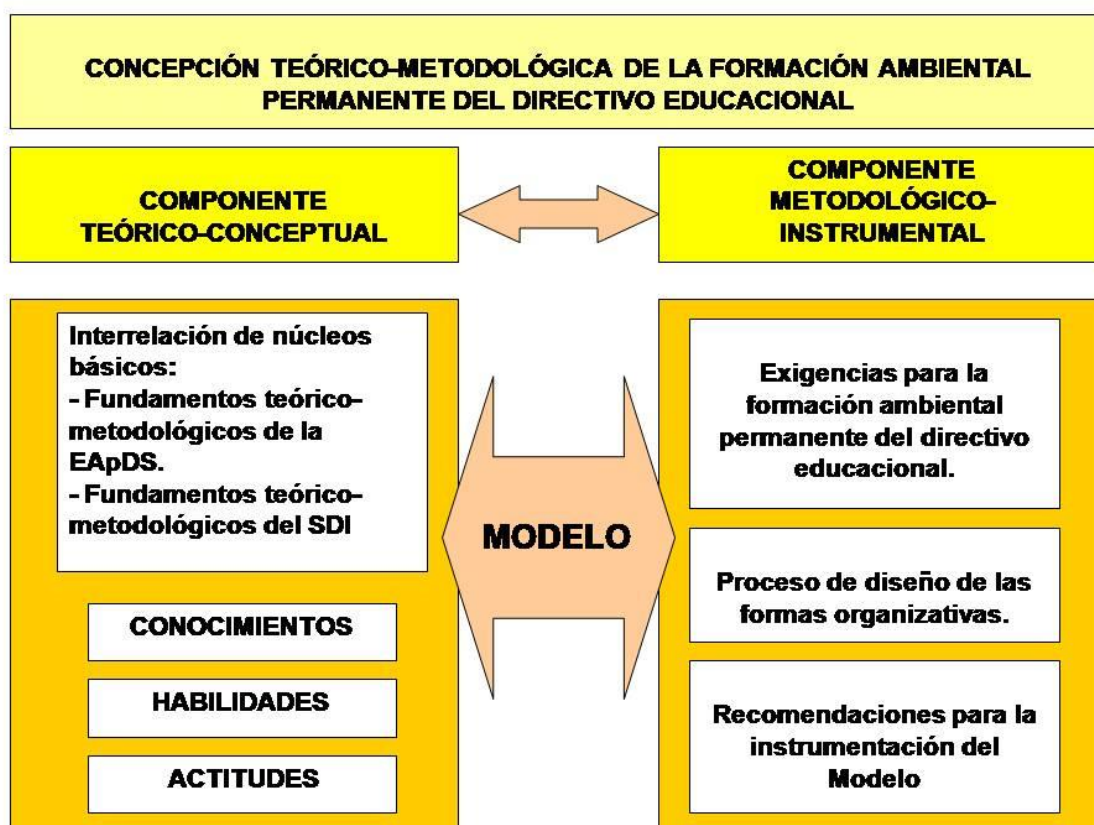 CONCEPCIÓN TEÓRICO-METODOLÓGICA DE LA FORMACIÓN AMBIENTAL
PERMANENTE DEL DIRECTIVO EDUCACIONAL
COMPONENTE
TEÓRICO-CONCEPTUAL
COMPONENTE
METODOLÓGICO-
INSTRUMENTAL
Interrelación de núcleos
básicos:
- Fundamentos teórico-
metodológicos de la
EApDS.
- Fundamentos teórico-
metodológicos del SDI
CONOCIMIENTOS
HABILIDADES
ACTITUDES
MODELO
Exigencias para la
formación ambiental
permanente del directivo
educacional.
Proceso de diseño de las
formas organizativas.
Recomendaciones para la
instrumentación del
Modelo